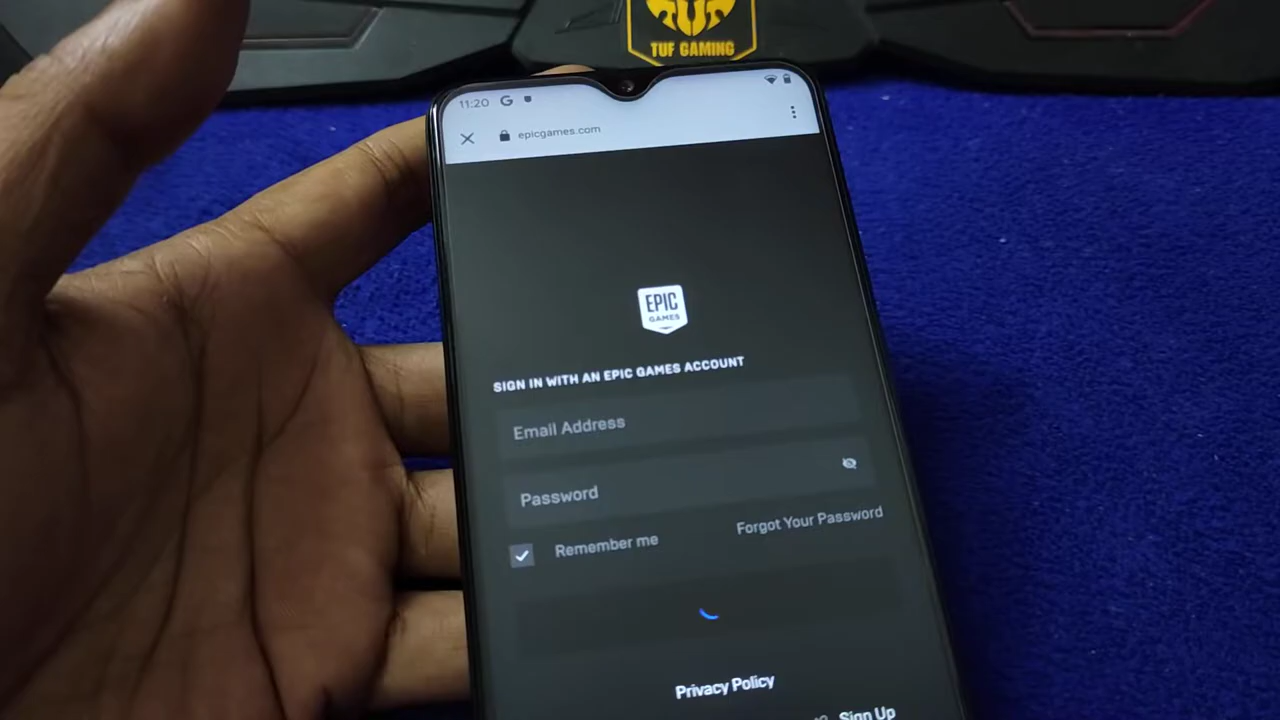 TUF GAMING
11:20
epicgames.com
EPIC
GAMES
SIGN IN WITH AN EPIC GAMES ACCOUNT
Email Address
Password
Remember me
Forgot Your Password
Privacy Policy
Sign Up